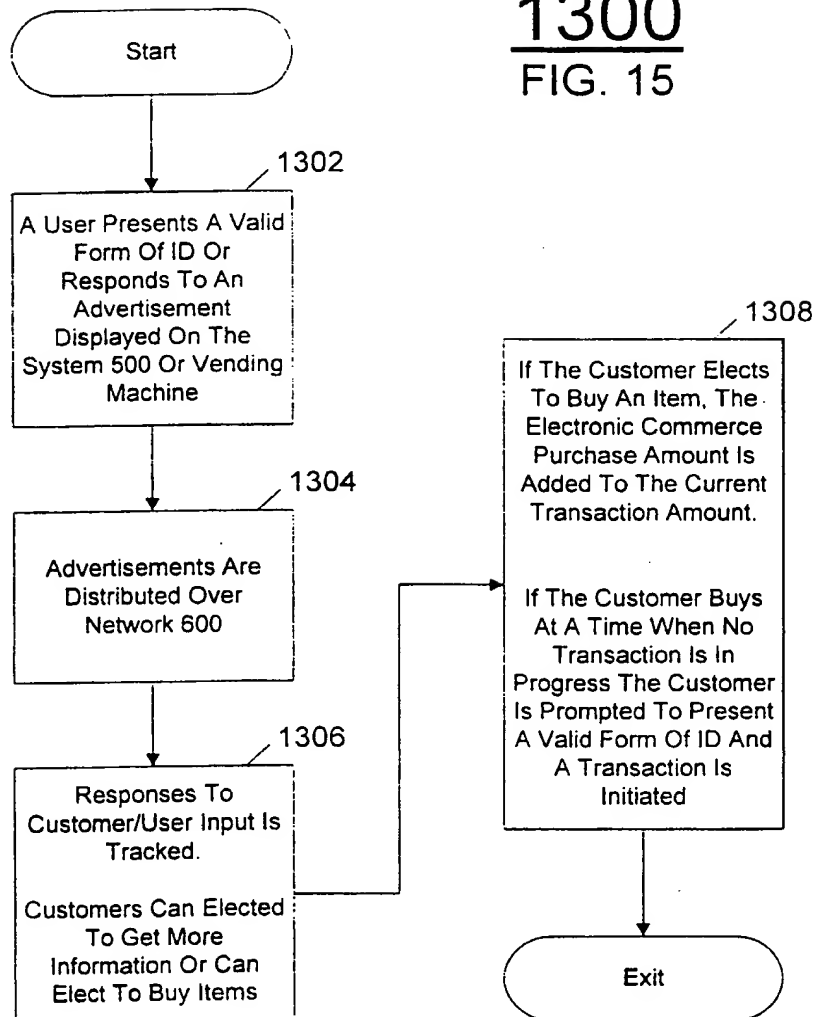 1300
FIG. 15
Start
1302
A User Presents A Valid
Form Of ID Or
Responds To An
Advertisement
Displayed On The
System 500 Or Vending
Machine
1304
Advertisements Are
Distributed Over
Network 600
1306
Responses To
Customer/User Input Is
Tracked.
Customers Can Elected
To Get More
Information Or Can
Elect To Buy Items
1308
If The Customer Elects
To Buy An Item, The
Electronic Commerce
Purchase Amount Is
Added To The Current
Transaction Amount.
If The Customer Buys
At A Time When No
Transaction Is In
Progress The Customer
Is Prompted To Present
A Valid Form Of ID And
A Transaction Is
Initiated
Exit